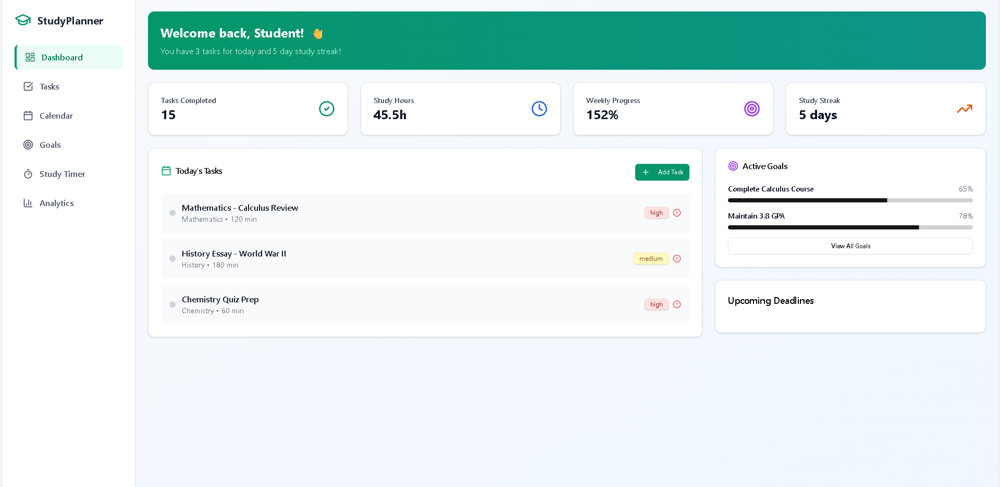 StudyPlanner
Dashboard
Tasks
Calendar
Goals
Study Timer
Analytics
Welcome back, Student! 👋
You have 3 tasks for today and 5 day study streak!
Tasks Completed
15
Study Hours
45.5h
Weekly Progress
152%
Study Streak
5 days
Today's Tasks
Add Task
Mathematics - Calculus Review
Mathematics • 120 min
high
History Essay - World War II
History • 180 min
medium
Chemistry Quiz Prep
Chemistry • 60 min
high
Active Goals
Complete Calculus Course 65%
Maintain 3.8 GPA 78%
View All Goals
Upcoming Deadlines